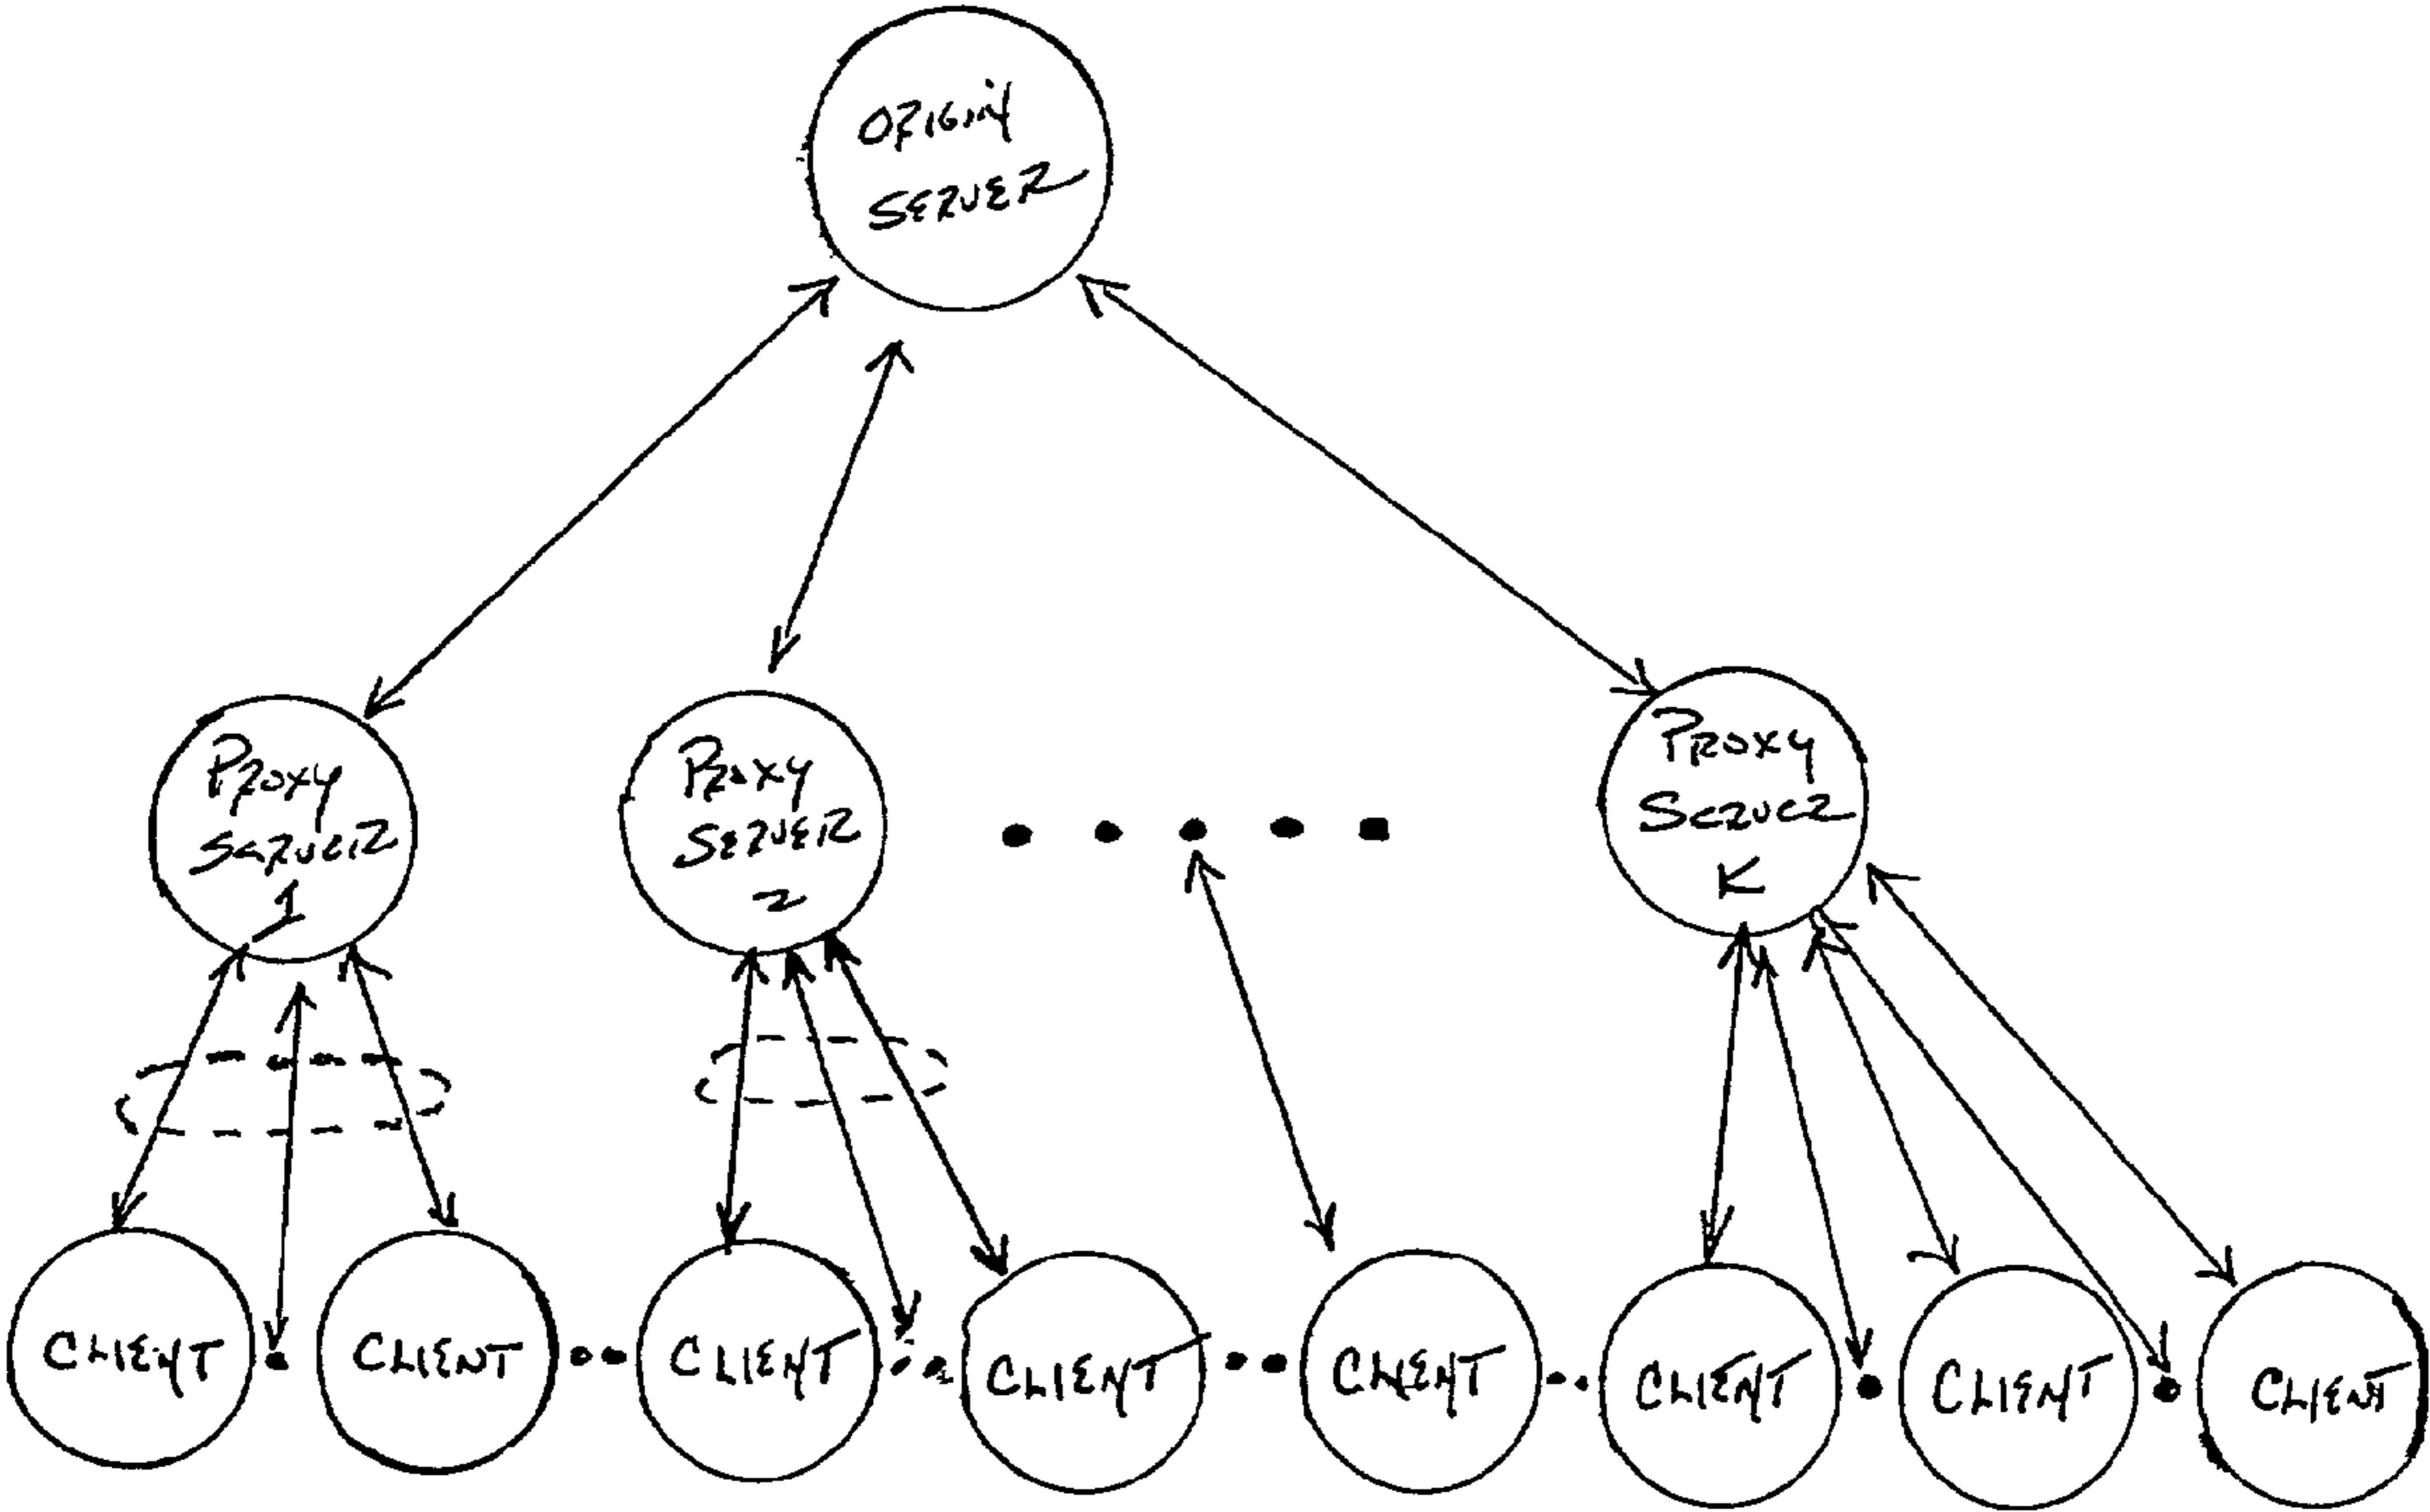 ORIGIN
SERVER
PROXY
SERVER
1
PROXY
SERVER
2
PROXY
SERVER
K
CLIENT
CLIENT
CLIENT
CLIENT
CLIENT
CLIENT
CLIENT
CLIENT